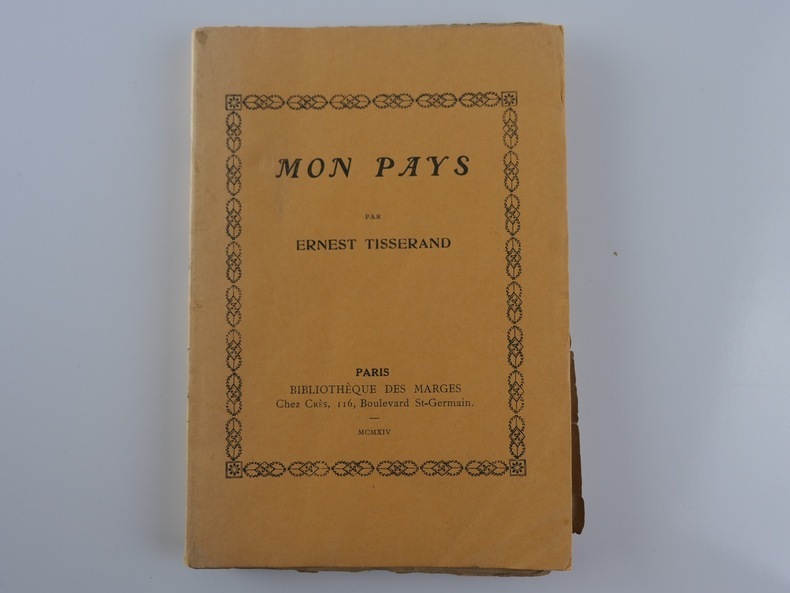 MON PAYS
PAR
ERNEST TISSERAND
PARIS
BIBLIOTHÈQUE DES MARGES
Chez CRÈS, 116, Boulevard St-Germain.
—
MCMXIV